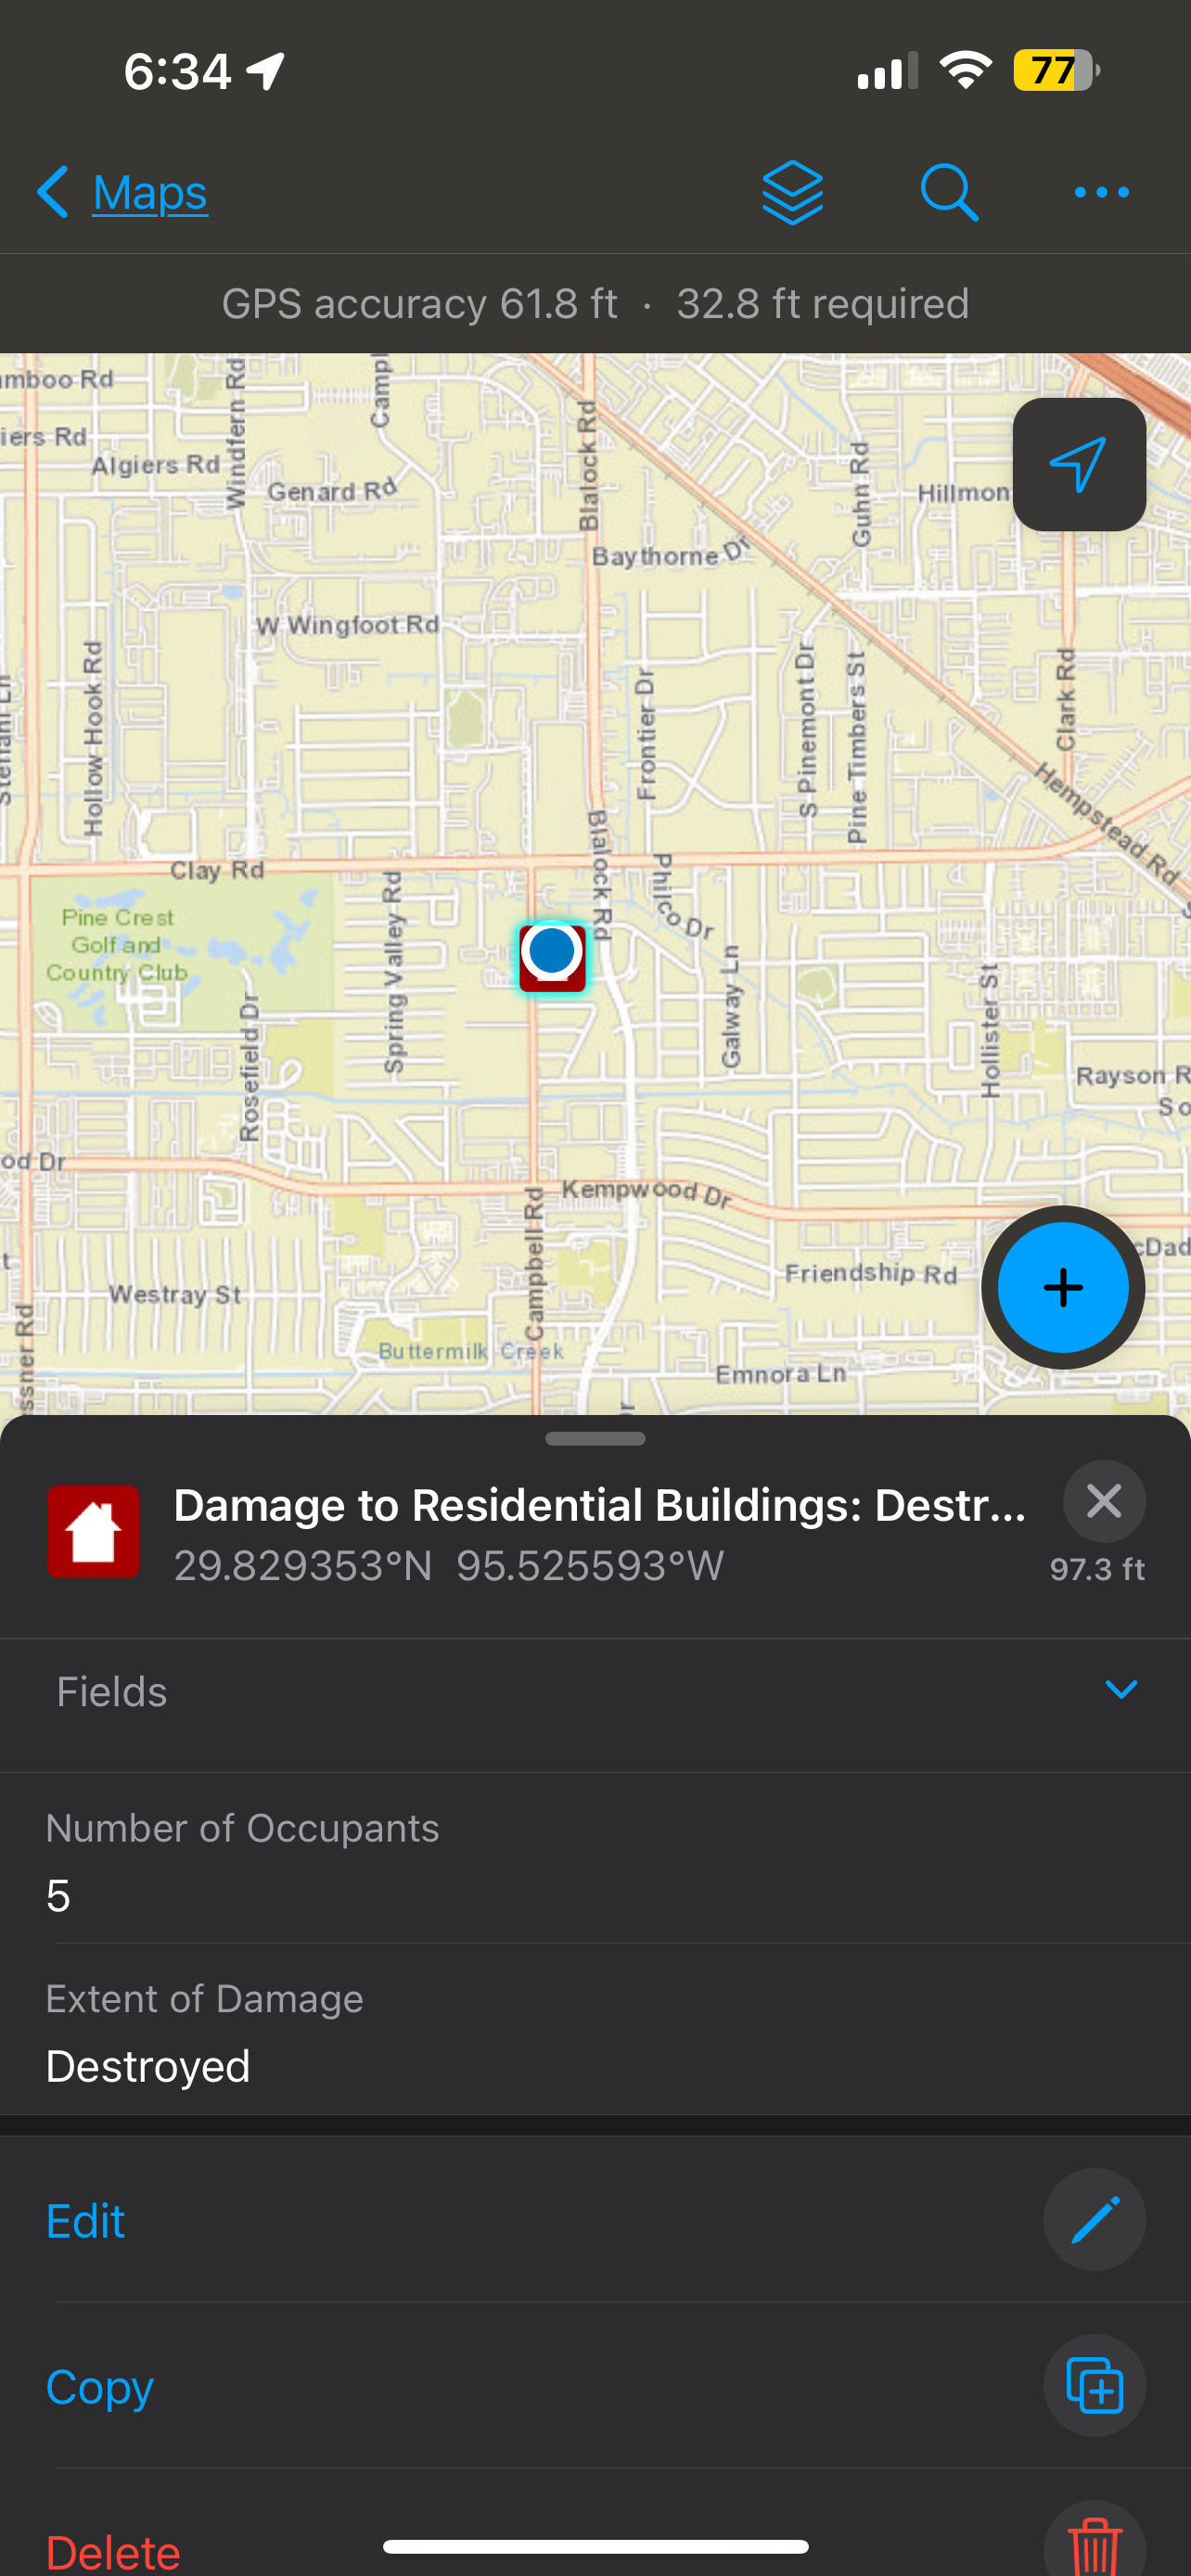 6:34
77
Maps
GPS accuracy 61.8 ft · 32.8 ft required
Camp
iers Rd
Algiers Rd
Windfern Rd
Genard Rd
Blalock Rd
Guhn Rd
Hillmon
Baythorne Dr
W Wingfoot Rd
Hollow Hook Rd
Frontier Dr
S Pinemont Dr
Pine Timbers St
Clark Rd
Hempstead Rd
Clay Rd
Blalock Rd
Philco Dr
Pine Crest
Golf and
Country Club
Spring Valley Rd
Galway Ln
Hollister St
Rosefield Dr
Rayson R
So
od Dr
Kempwood Dr
Campbell Rd
cDad
Friendship Rd
Westray St
Buttermilk Creek
Emnora Ln
ssner Rd
Damage to Residential Buildings: Destr...
29.829353°N 95.525593°W
97.3 ft
Fields
Number of Occupants
5
Extent of Damage
Destroyed
Edit
Copy
Delete